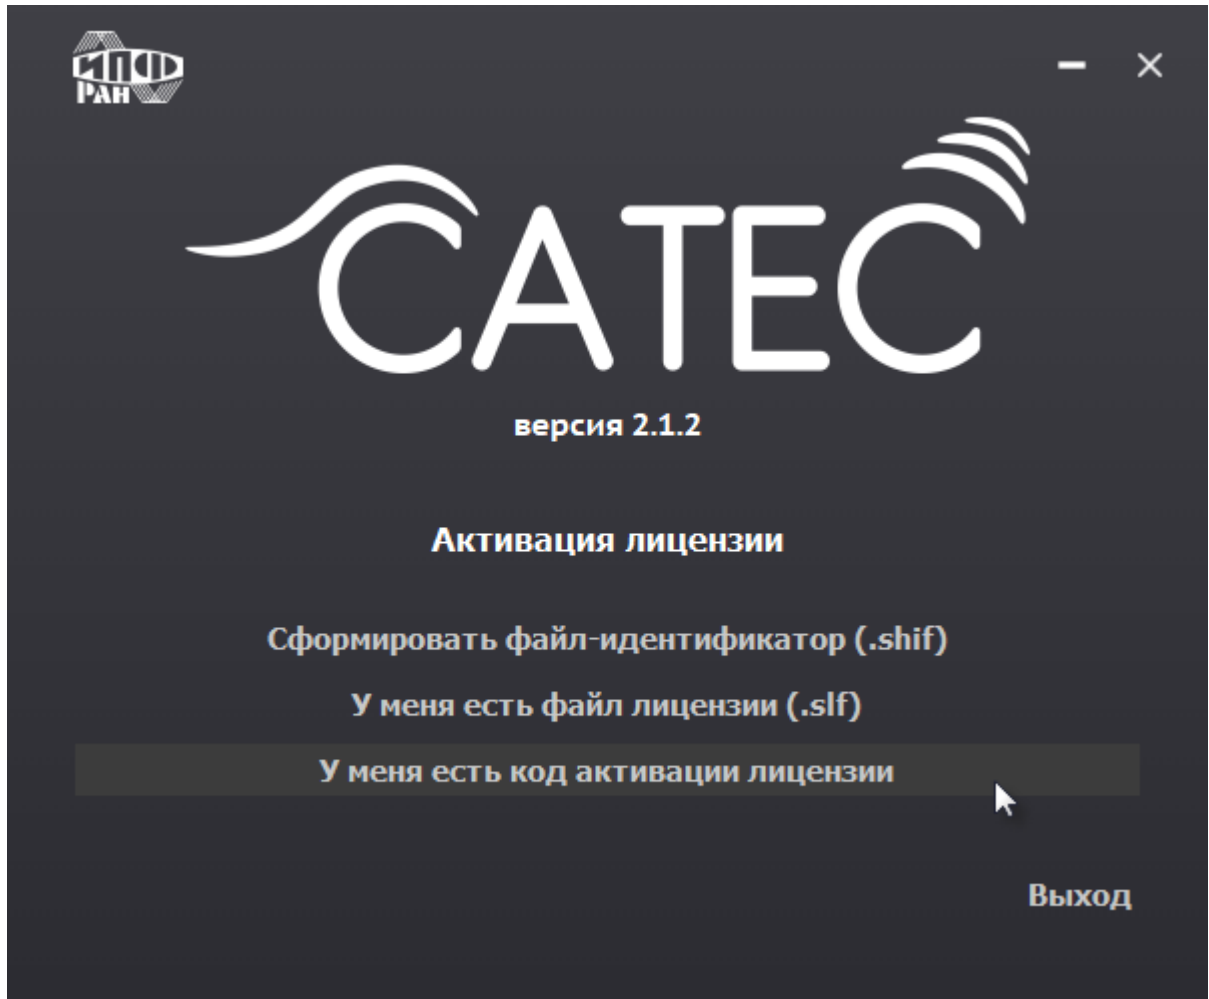 ИПФ
РАН
САТЕС
версия 2.1.2
Активация лицензии
Сформировать файл-идентификатор (.shif)
У меня есть файл лицензии (.slf)
У меня есть код активации лицензии
Выход